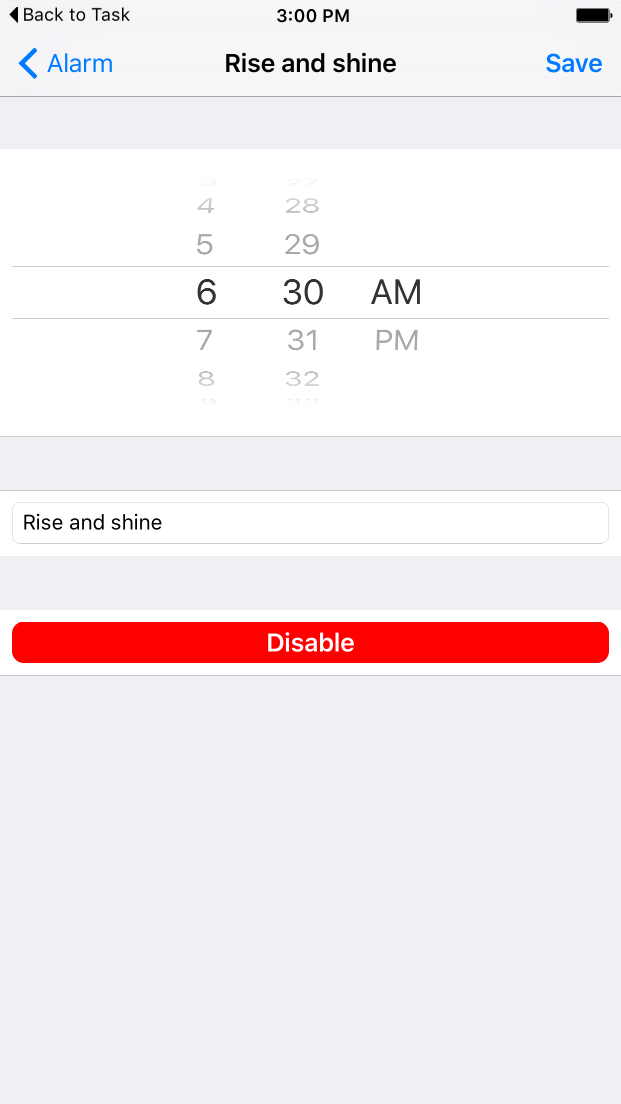 Back to Task 3:00 PM
Alarm Rise and shine Save
4 28
5 29
6 30 AM
7 31 PM
8 32
Rise and shine
Disable